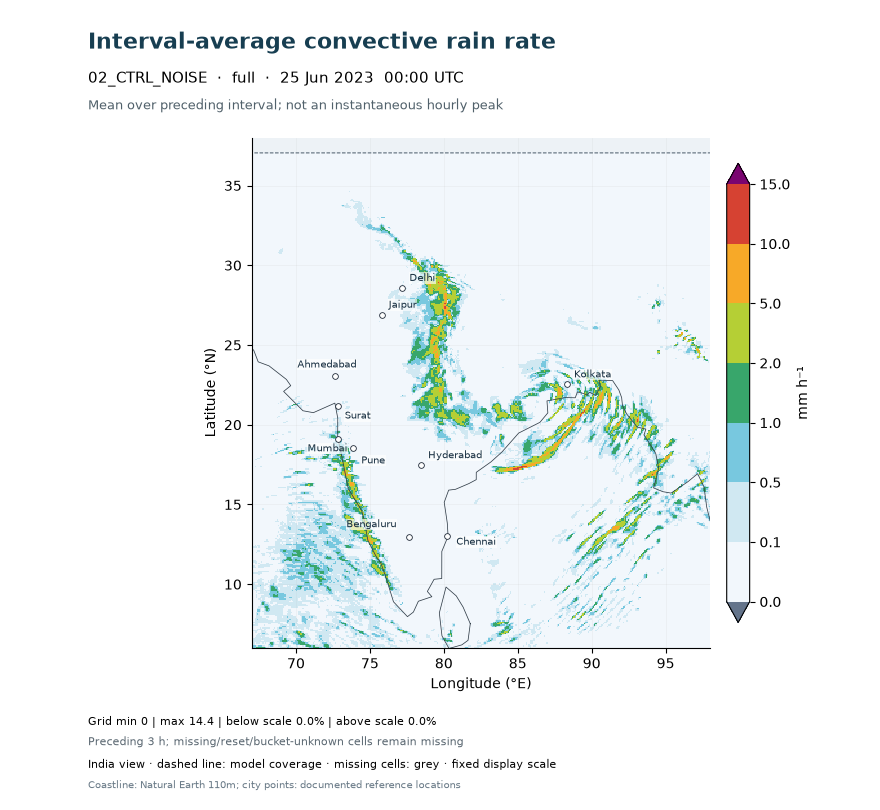 Interval-average convective rain rate
02_CTRL_NOISE · full · 25 Jun 2023 00:00 UTC
Mean over preceding interval; not an instantaneous hourly peak
35
30
25
20
15
10
Latitude (°N)
70
75
80
85
90
95
Longitude (°E)
Delhi
Jaipur
Ahmedabad
Kolkata
Surat
Mumbai
Pune
Hyderabad
Bengaluru
Chennai
15.0
10.0
5.0
2.0
1.0
0.5
0.1
0.0
mm h⁻¹
Grid min 0 | max 14.4 | below scale 0.0% | above scale 0.0%
Preceding 3 h; missing/reset/bucket-unknown cells remain missing
India view · dashed line: model coverage · missing cells: grey · fixed display scale
Coastline: Natural Earth 110m; city points: documented reference locations